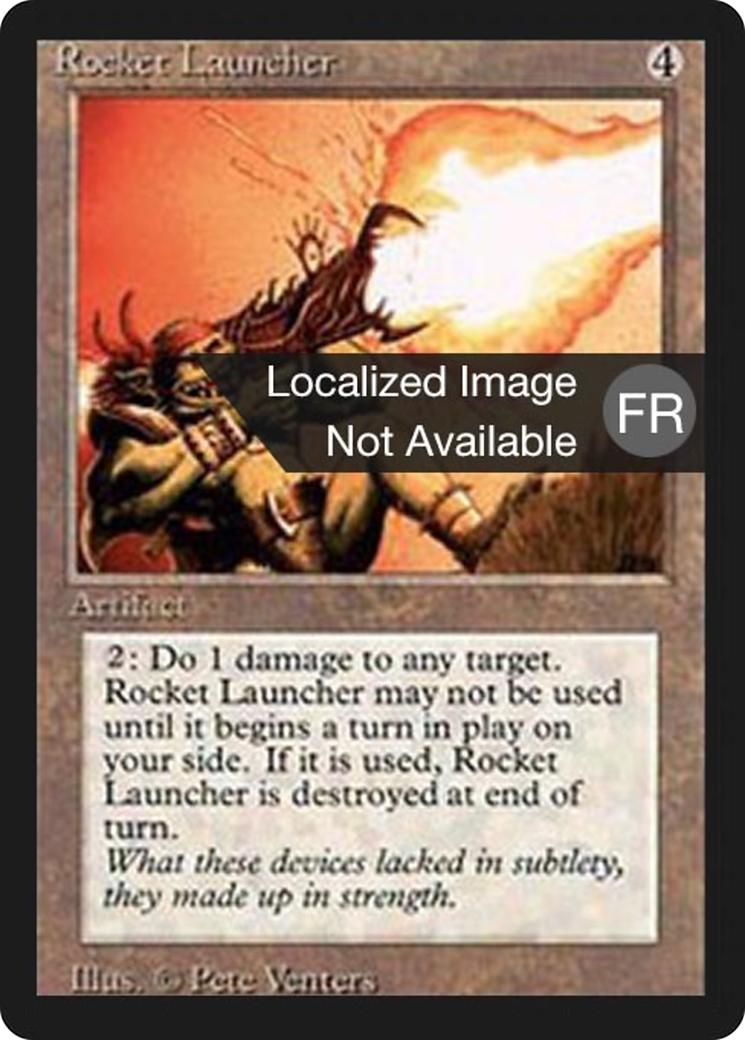 Rocket Launcher 4
Localized Image
Not Available
FR
Artifact
2: Do 1 damage to any target.
Rocket Launcher may not be used
until it begins a turn in play on
your side. If it is used, Rocket
Launcher is destroyed at end of
turn.
What these devices lacked in subtlety,
they made up in strength.
Illus. © Pete Venters